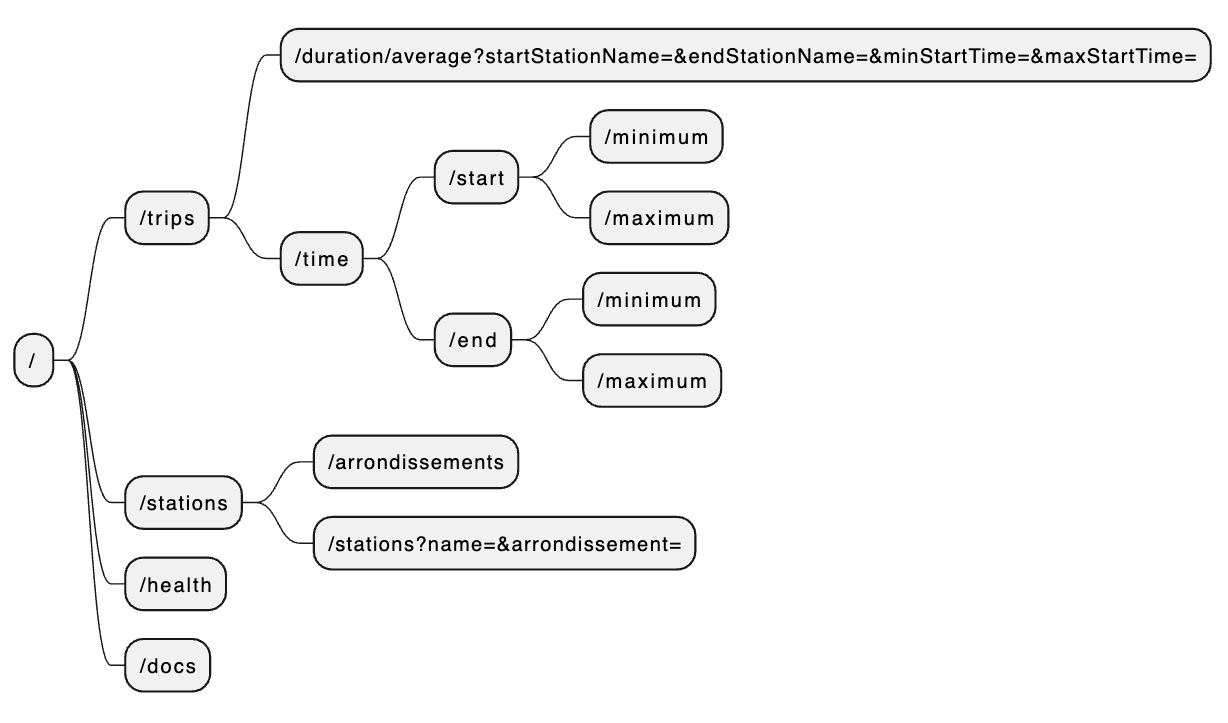 /duration/average?startStationName=&endStationName=&minStartTime=&maxStartTime=
/minimum
/start
/maximum
/trips
/time
/minimum
/end
/maximum
/
/arrondissements
/stations
/stations?name=&arrondissement=
/health
/docs